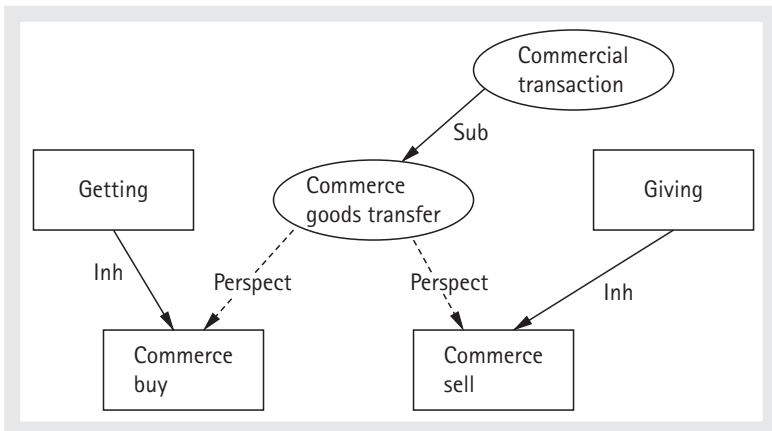 Commercial
transaction
Sub
Getting
Commerce
goods transfer
Giving
Inh
Perspect
Perspect
Inh
Commerce
buy
Commerce
sell